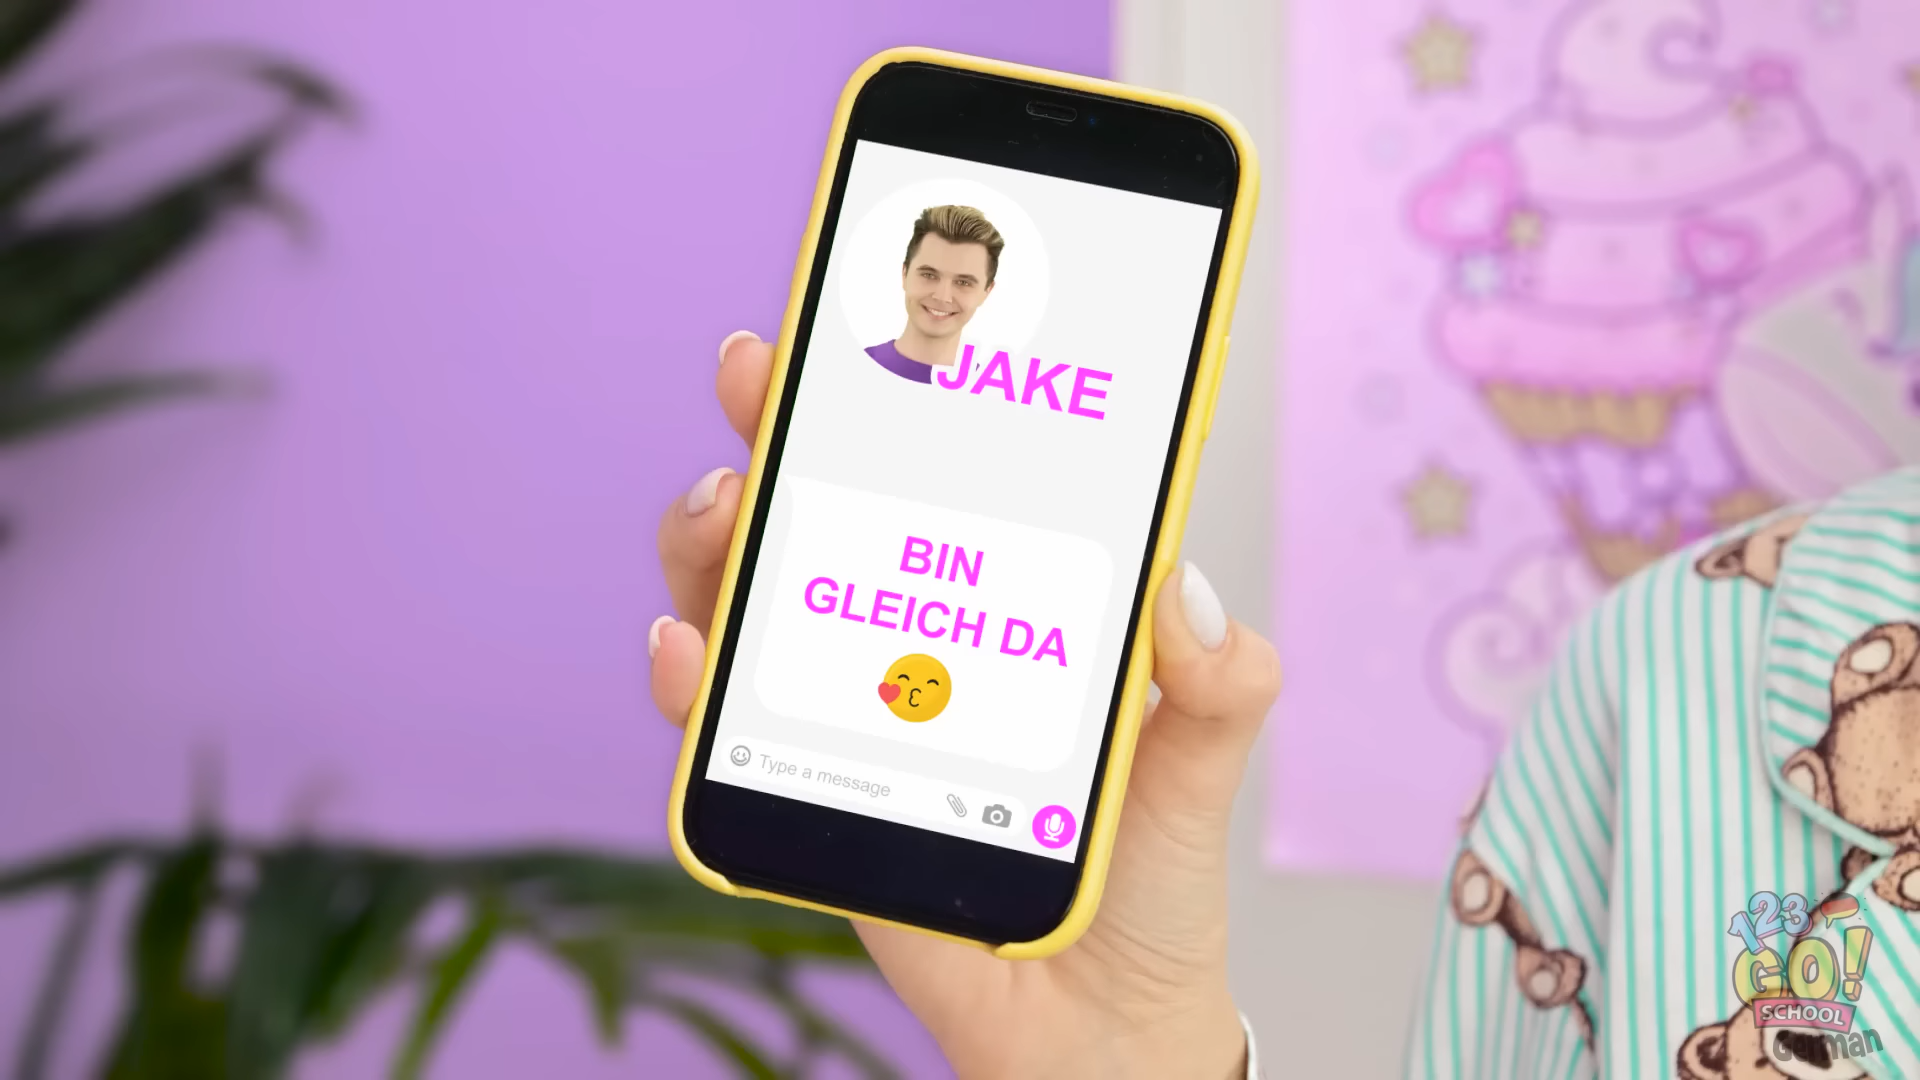 JAKE
BIN
GLEICH DA
Type a message
123
GO!
SCHOOL
German